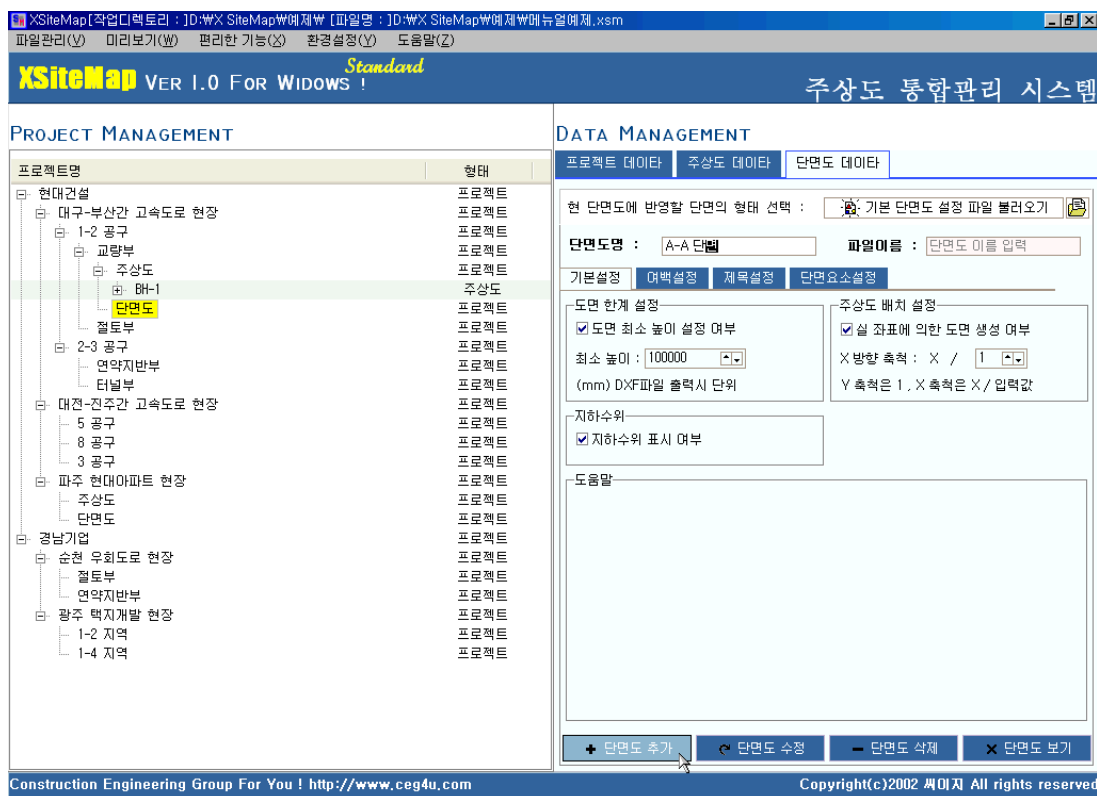 XSiteMap[작업디렉토리 : ]D:₩X SiteMap₩예제₩ [파일명 : ]D:₩X SiteMap₩예제₩메뉴얼예제.xsm
파일관리(V) 미리보기(W) 편리한 기능(X) 환경설정(Y) 도움말(Z)
XSiteMap VER 1.0 FOR WIDOWS ! Standard
주상도 통합관리 시스템
PROJECT MANAGEMENT
프로젝트명 형태
현대건설 프로젝트
대구-부산간 고속도로 현장 프로젝트
1-2 공구 프로젝트
교량부 프로젝트
주상도 프로젝트
BH-1 주상도
단면도 프로젝트
절토부 프로젝트
2-3 공구 프로젝트
연약지반부 프로젝트
터널부 프로젝트
대전-진주간 고속도로 현장 프로젝트
5 공구 프로젝트
8 공구 프로젝트
3 공구 프로젝트
파주 현대아파트 현장 프로젝트
주상도 프로젝트
단면도 프로젝트
경남기업 프로젝트
순천 우회도로 현장 프로젝트
절토부 프로젝트
연약지반부 프로젝트
광주 택지개발 현장 프로젝트
1-2 지역 프로젝트
1-4 지역 프로젝트
DATA MANAGEMENT
프로젝트 데이타 주상도 데이타 단면도 데이타
현 단면도에 반영할 단면의 형태 선택 : 기본 단면도 설정 파일 불러오기
단면도명 : A-A 파일이름 : 단면도 이름 입력
기본설정 여백설정 제목설정 단면요소설정
도면 한계 설정
도면 최소 높이 설정 여부
최소 높이 : 100000
(mm) DXF파일 출력시 단위
주상도 배치 설정
실 좌표에 의한 도면 생성 여부
X 방향 축척 : X / 1
Y 축척은 1 , X 축척은 X / 입력값
지하수위
지하수위 표시 여부
도움말
단면도 추가 단면도 수정 단면도 삭제 단면도 보기
Construction Engineering Group For You ! http://www.ceg4u.com
Copyright(c)2002 씨이지 All rights reserved